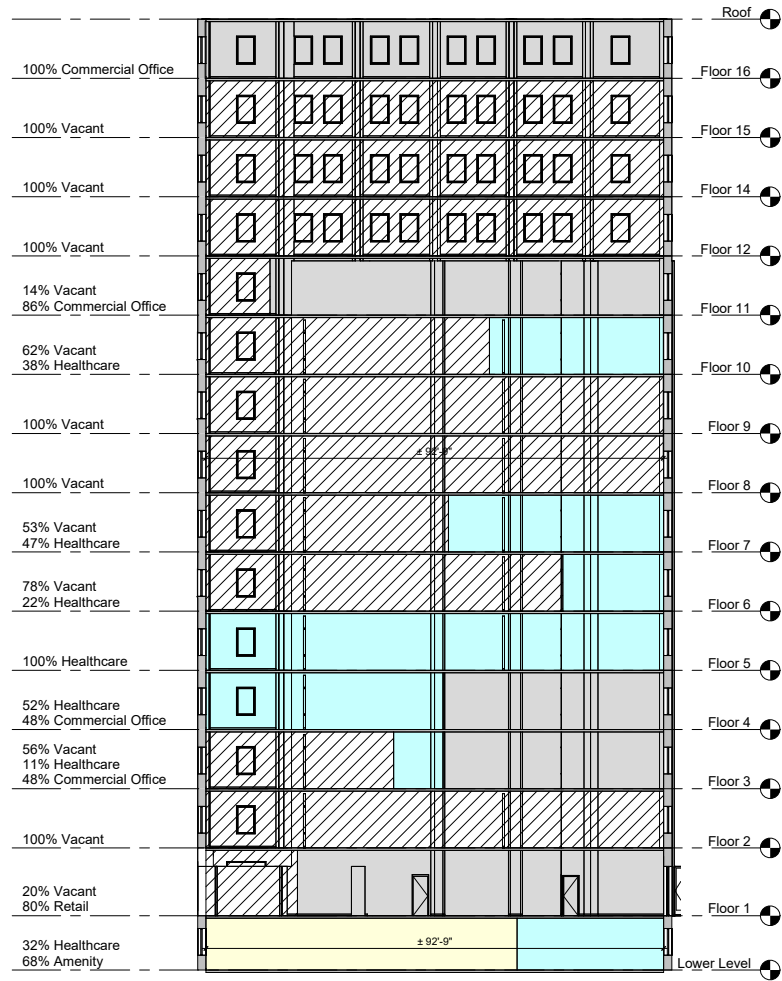 Roof
100% Commercial Office
Floor 16
100% Vacant
Floor 15
100% Vacant
Floor 14
100% Vacant
Floor 12
14% Vacant
86% Commercial Office
Floor 11
62% Vacant
38% Healthcare
Floor 10
100% Vacant
Floor 9
± 92'-9"
100% Vacant
Floor 8
53% Vacant
47% Healthcare
Floor 7
78% Vacant
22% Healthcare
Floor 6
100% Healthcare
Floor 5
52% Healthcare
48% Commercial Office
Floor 4
56% Vacant
11% Healthcare
48% Commercial Office
Floor 3
100% Vacant
Floor 2
20% Vacant
80% Retail
Floor 1
± 92'-9"
32% Healthcare
68% Amenity
Lower Level